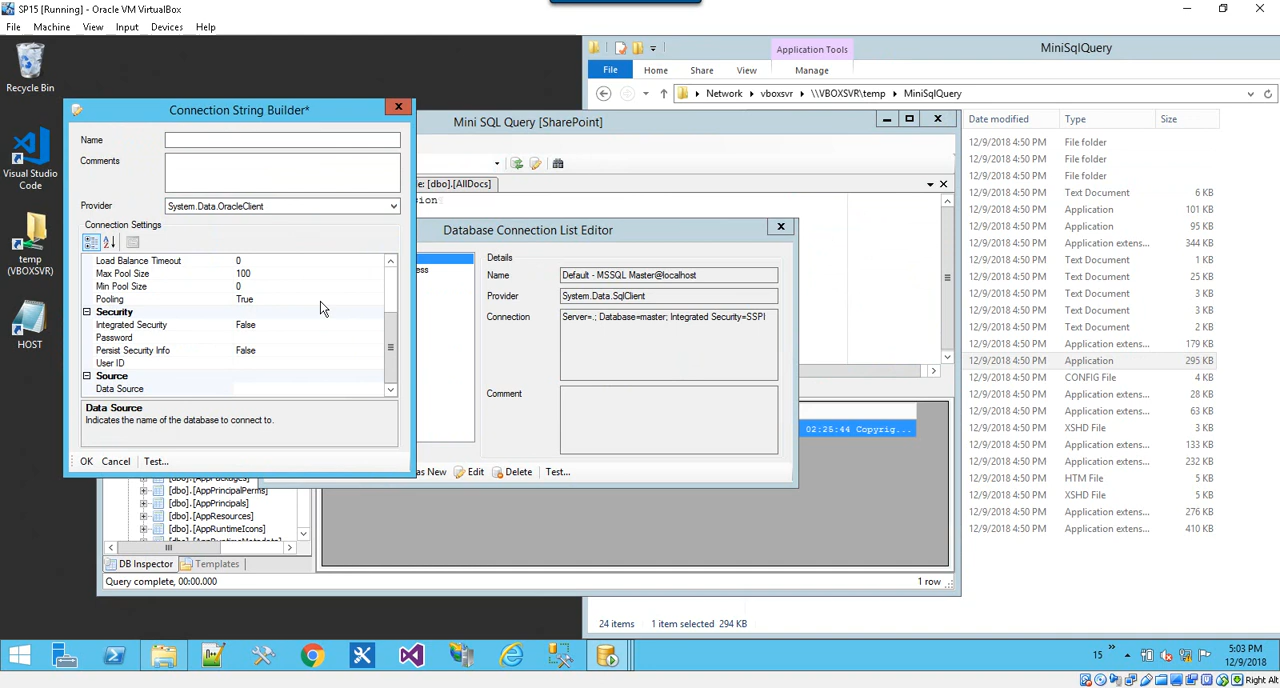 SP15 [Running] - Oracle VM VirtualBox
File Machine View Input Devices Help
Recycle Bin
Visual Studio Code
temp (VBOXSVR)
HOST
Application Tools
MiniSqlQuery
File Home Share View Manage
Network vboxsvr \\VBOXSVR\temp MiniSqlQuery
Date modified Type Size
12/9/2018 4:50 PM File folder
12/9/2018 4:50 PM File folder
12/9/2018 4:50 PM File folder
12/9/2018 4:50 PM Text Document 6 KB
12/9/2018 4:50 PM Application 101 KB
12/9/2018 4:50 PM Application 95 KB
12/9/2018 4:50 PM Application extens... 344 KB
12/9/2018 4:50 PM Text Document 1 KB
12/9/2018 4:50 PM Application extens... 25 KB
12/9/2018 4:50 PM Text Document 1 KB
12/9/2018 4:50 PM Text Document 3 KB
12/9/2018 4:50 PM Text Document 2 KB
12/9/2018 4:50 PM Application extens... 179 KB
12/9/2018 4:50 PM Application 295 KB
12/9/2018 4:50 PM CONFIG File 4 KB
12/9/2018 4:50 PM Application extens... 28 KB
12/9/2018 4:50 PM Application extens... 63 KB
12/9/2018 4:50 PM XSHD File 3 KB
12/9/2018 4:50 PM Application extens... 133 KB
12/9/2018 4:50 PM Application extens... 232 KB
12/9/2018 4:50 PM HTM File 5 KB
12/9/2018 4:50 PM XSHD File 5 KB
12/9/2018 4:50 PM Application extens... 276 KB
12/9/2018 4:50 PM Application extens... 410 KB
24 items 1 item selected 294 KB
Mini SQL Query [SharePoint]
e: [dbo].[AllDocs]
ion
02:25:44 Copyrig...
[dbo].[AppPrincipalPerms]
[dbo].[AppPrincipals]
[dbo].[AppResources]
[dbo].[AppRuntimeIcons]
DB Inspector Templates
Query complete, 00:00.000
1 row
Database Connection List Editor
ess
Details
Name Default - MSSQL Master@localhost
Provider System.Data.SqlClient
Connection Server=.; Database=master; Integrated Security=SSPI
Comment
as New Edit Delete Test...
Connection String Builder*
Name
Comments
Provider System.Data.OracleClient
Connection Settings
Load Balance Timeout 0
Max Pool Size 100
Min Pool Size 0
Pooling True
Security
Integrated Security False
Password
Persist Security Info False
User ID
Source
Data Source
Data Source
Indicates the name of the database to connect to.
OK Cancel Test...
15
5:03 PM
12/9/2018
Right Alt